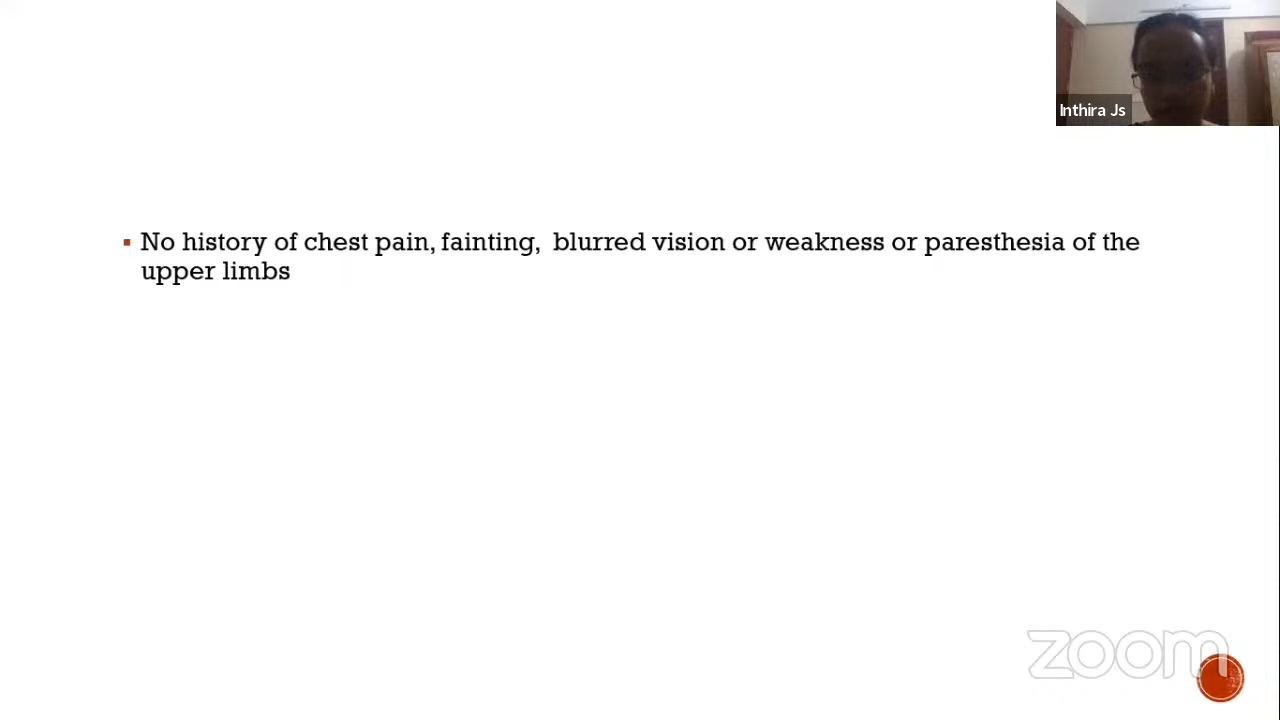 Inthira Js
No history of chest pain, fainting,  blurred vision or weakness or paresthesia of the
upper limbs
zoom